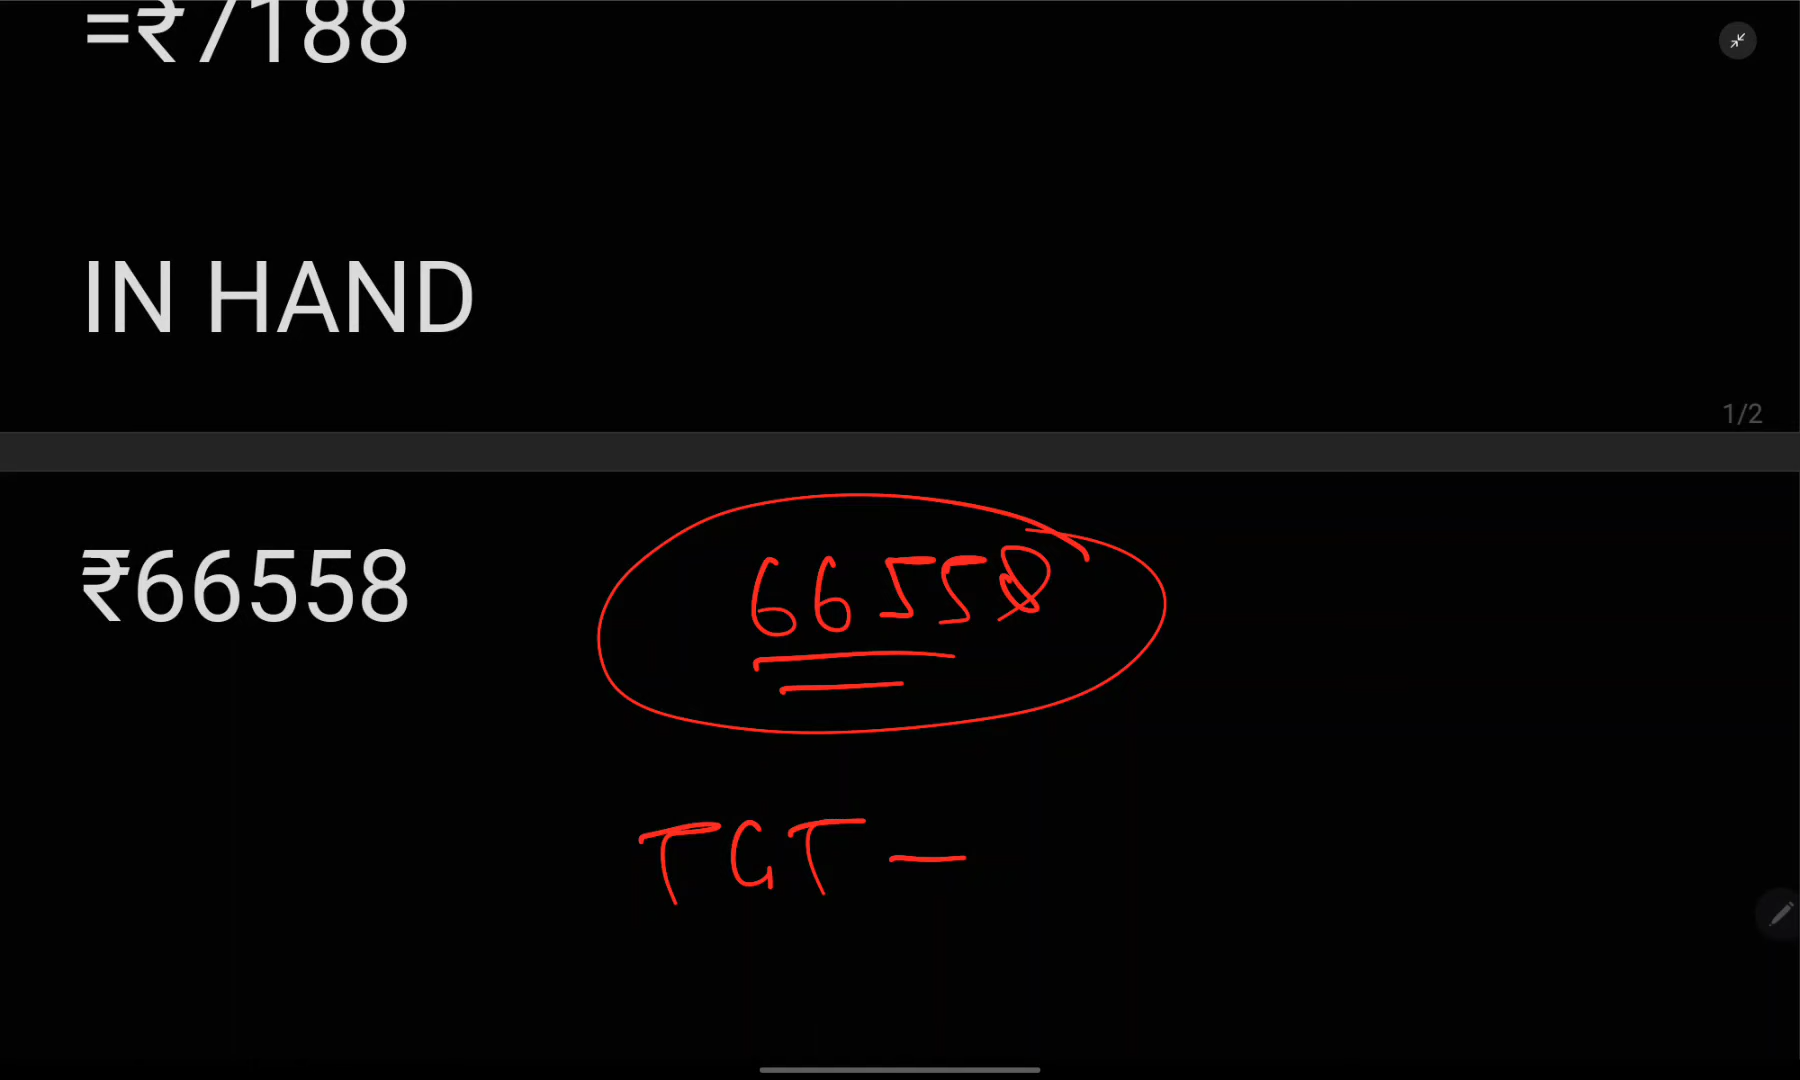 =₹7188
IN HAND
1/2
₹66558
66558
TGT —